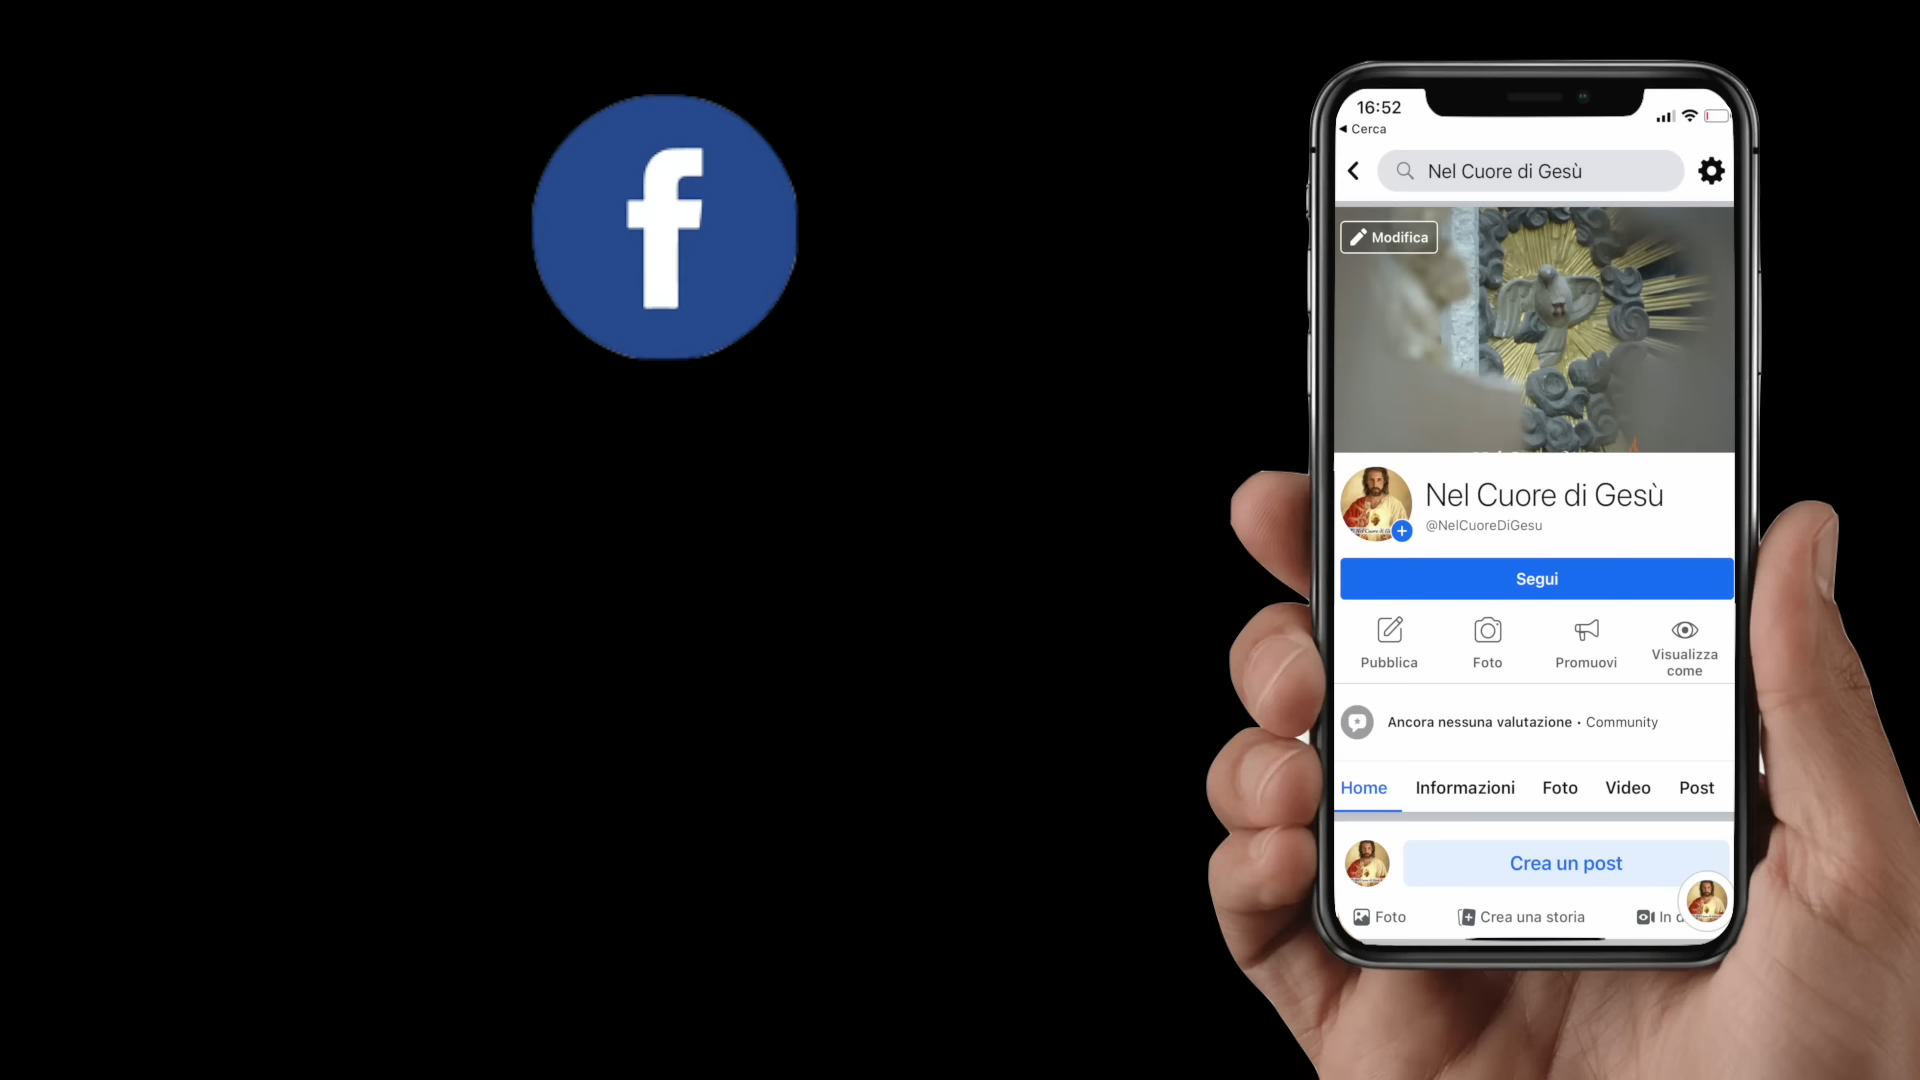 f
16:52
Cerca
Nel Cuore di Gesù
Modifica
Nel Cuore di Gesù
@NelCuoreDiGesu
Segui
Pubblica
Foto
Promuovi
Visualizza
come
Ancora nessuna valutazione • Community
Home
Informazioni
Foto
Video
Post
Crea un post
Foto
Crea una storia
In